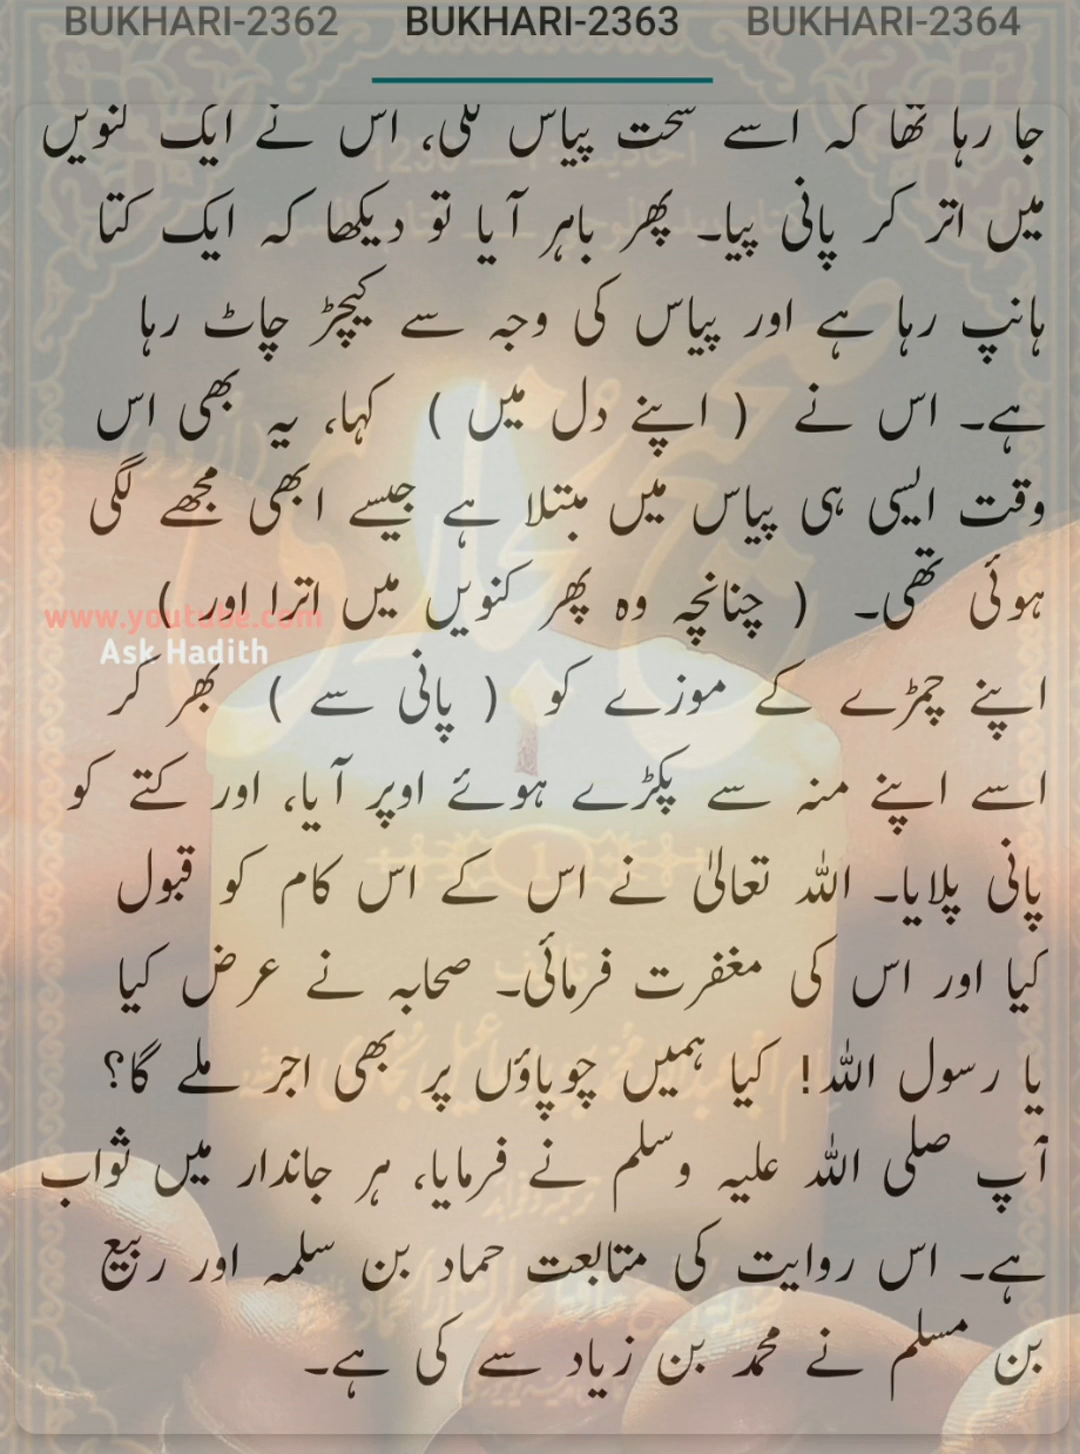 BUKHARI-2362 BUKHARI-2363 BUKHARI-2364
جا رہا تھا کہ اسے سخت پیاس لگی، اس نے ایک کنویں
میں اتر کر پانی پیا۔ پھر باہر آیا تو دیکھا کہ ایک کتا
ہانپ رہا ہے اور پیاس کی وجہ سے کیچڑ چاٹ رہا
ہے۔ اس نے ( اپنے دل میں ) کہا، یہ بھی اس
وقت ایسی ہی پیاس میں مبتلا ہے جیسے ابھی مجھے لگی
ہوئی تھی۔ ( چنانچہ وہ پھر کنویں میں اترا اور )
www.youtube.com
Ask Hadith
اپنے چمڑے کے موزے کو ( پانی سے ) بھر کر
اسے اپنے منہ سے پکڑے ہوئے اوپر آیا، اور کتے کو
پانی پلایا۔ اللہ تعالیٰ نے اس کے اس کام کو قبول
کیا اور اس کی مغفرت فرمائی۔ صحابہ نے عرض کیا
یا رسول اللہ! کیا ہمیں چوپاؤں پر بھی اجر ملے گا؟
آپ صلی اللہ علیہ وسلم نے فرمایا، ہر جاندار میں ثواب
ہے۔ اس روایت کی متابعت حماد بن سلمہ اور ربیع
بن مسلم نے محمد بن زیاد سے کی ہے۔